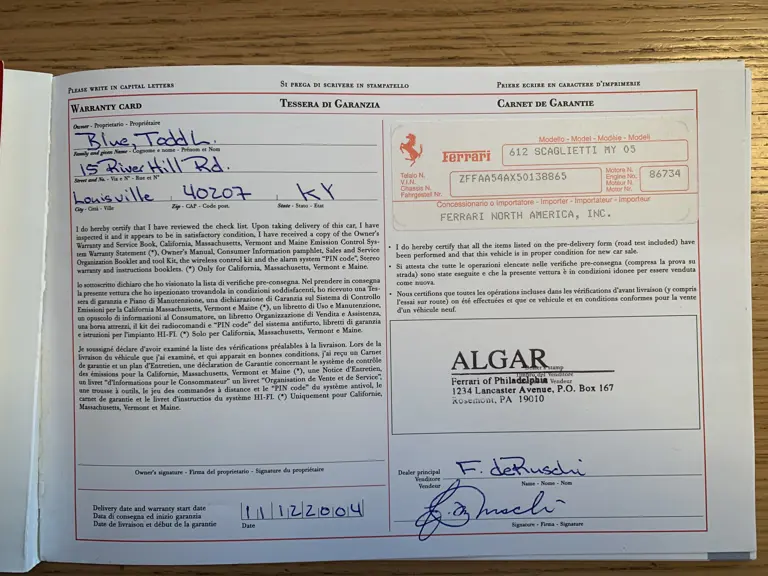 PLEASE WRITE IN CAPITAL LETTERS
SI PREGA DI SCRIVERE IN STAMPATELLO
PRIERE ECRIRE EN CARACTERE D'IMPRIMERIE
WARRANTY CARD
TESSERA DI GARANZIA
CARNET DE GARANTIE
Owner - Proprietario - Propriétaire
Blue, Todd L.
Family and given Name - Cognome e nome - Prénom et Nom
15 River Hill Rd.
Street and No. - Via e N° - Rue et N°
Louisville 40207 KY
City - Città - Ville
Zip - CAP - Code post.
State - Stato - Etat
I do hereby certify that I have reviewed the check list. Upon taking delivery of this car, I have
inspected it and it appears to be in satisfactory condition, I have received a copy of the Owner's
Warranty and Service Book, California, Massachusetts, Vermont and Maine Emission Control Sys-
tem Warranty Statement (*), Owner's Manual, Consumer Information pamphlet, Sales and Service
Organization Booklet and tool Kit, the wireless control kit and the alarm system "PIN code", Stereo
warranty and instructions booklets. (*) Only for California, Massachusetts, Vermont e Maine.
Io sottoscritto dichiaro che ho visionato la lista di verifiche pre-consegna. Nel prendere in consegna
la presente vettura che ho ispezionato trovandola in condizioni soddisfacenti, ho ricevuto una Tes-
sera di garanzia e Piano di Manutenzione, una dichiarazione di Garanzia sul Sistema di Controllo
Emissioni per la California, Massachusetts, Vermont e Maine (*), un libretto di Uso e Manutenzione,
un opuscolo di informazioni al Consumatore, un libretto Organizzazione di Vendita e Assistenza,
una borsa attrezzi, il kit dei radiocomandi e "PIN code" del sistema antifurto, libretti di garanzia
e istruzioni per l'impianto HI-FI. (*) Solo per California, Massachusetts, Vermont e Maine.
Je soussigné déclare d'avoir examiné la liste des vérifications préalables à la livraison. Lors de la
livraison du véhicule que j'ai examiné, et qui apparait en bonnes conditions, j'ai reçu un Carnet
de garantie et un plan d'Entretien, une déclaration de Garantie concernant le système de contrôle
des émissions pour la California, Massachusetts, Vermont et Maine (*), une Notice d'Entretien,
un livret "d'Informations pour le Consommateur" un livret "Organisation de Vente et de Service",
une trousse à outils, le jeu des commandes à distance et le "PIN code" du système antivol, le
carnet de garantie et le livret d'instruction du système HI-FI. (*) Uniquement pour Californie,
Massachusetts, Vermont et Maine.
Owner's signature - Firma del proprietario - Signature du propriétaire
Delivery date and warranty start date
Data di consegna ed inizio garanzia
Date de livraison et début de la garantie
11122004
Date
Modello - Model - Modèle - Modell
Ferrari
612 SCAGLIETTI MY 05
Telaio N.
V.I.N.
Chassis N.
Fahrgestell Nr.
ZFFAA54AX50138865
Motore N.
Engine No.
Moteur N.
Motor Nr.
86734
Concessionario o Importatore - Importer - Importateur - Importeur
FERRARI NORTH AMERICA, INC.
• I do hereby certify that all the items listed on the pre-delivery form (road test included) have
been performed and that this vehicle is in proper condition for new car sale.
• Si attesta che tutte le operazioni elencate nelle verifiche pre-consegna (compresa la prova su
strada) sono state eseguite e che la presente vettura è in condizioni idonee per essere venduta
come nuova.
• Nous certifions que toutes les operations incluses dans les vérifications d'avant livraison (y compris
l'essai sur route) on été effectuées et que ce vehicule et en conditions conformes pour la vente
d'un véhicule neuf.
ALGAR
Ferrari of Philadelphia
1234 Lancaster Avenue, P.O. Box 167
Rosemont, PA 19010
Dealer principal
Venditore
Vendeur
F. deRuschi
Name - Nome - Nom
Signature - Firma - Signature